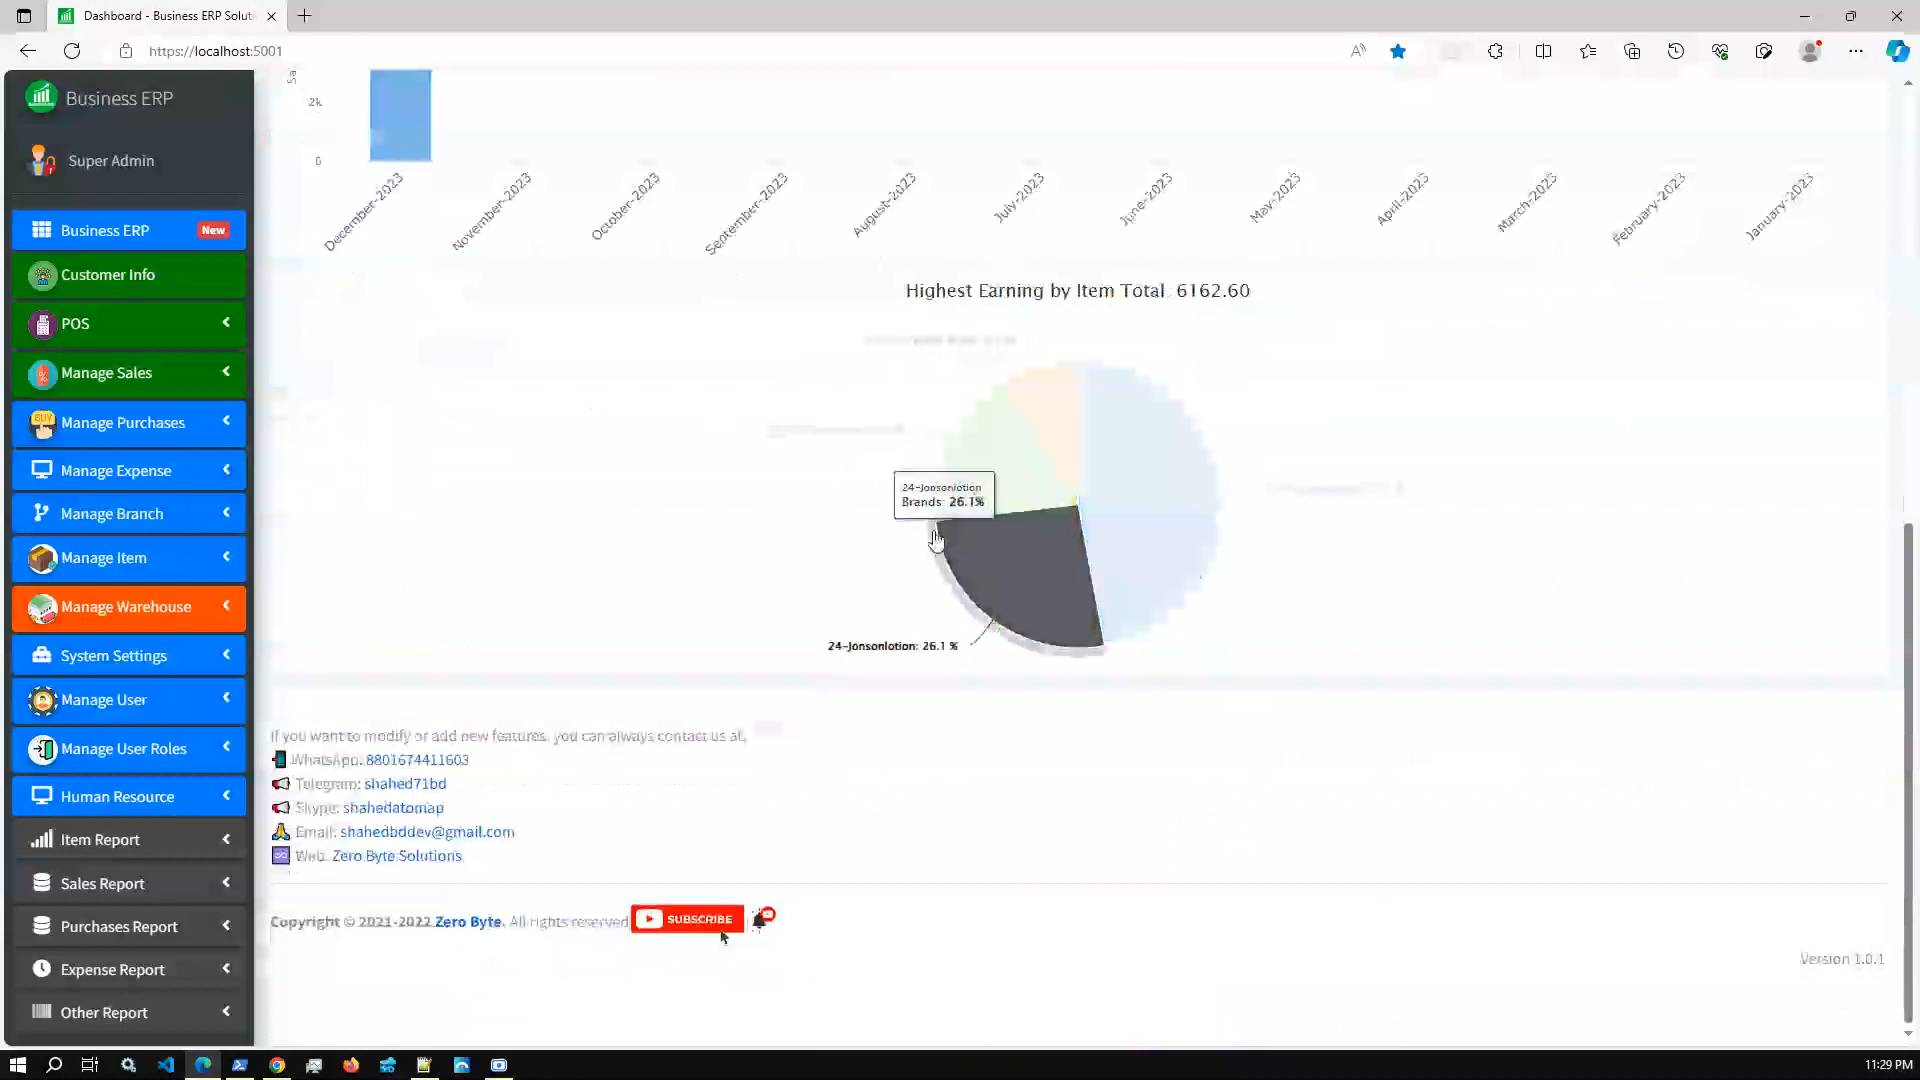 Dashboard - Business ERP Solut
https://localhost:5001
Business ERP
Super Admin
Business ERP New
Customer Info
POS
Manage Sales
Manage Purchases
Manage Expense
Manage Branch
Manage Item
Manage Warehouse
System Settings
Manage User
Manage User Roles
Human Resource
Item Report
Sales Report
Purchases Report
Expense Report
Other Report
Sa
2k
0
December-2023
November-2023
October-2023
September-2023
August-2023
July-2023
June-2023
May-2023
April-2023
March-2023
February-2023
January-2023
Highest Earning by Item Total 6162.60
24-Jonsonlotion
Brands: 26.1%
24-Jonsonlotion: 26.1 %
If you want to modify or add new features, you can always contact us at,
WhatsApp: 8801674411603
Telegram: shahed71bd
Skype: shahedatomap
Email: shahedbddev@gmail.com
Web: Zero Byte Solutions
Copyright © 2021-2022 Zero Byte. All rights reserved
SUBSCRIBE
Version 1.0.1
11:29 PM